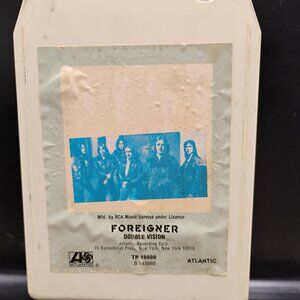 Mfd. by RCA Music Service under License
FOREIGNER
DOUBLE VISION
Atlantic Recording Corp.
75 Rockefeller Plaza, New York, New York 10019
TP 19999
ATLANTIC
S 143560
ATLANTIC